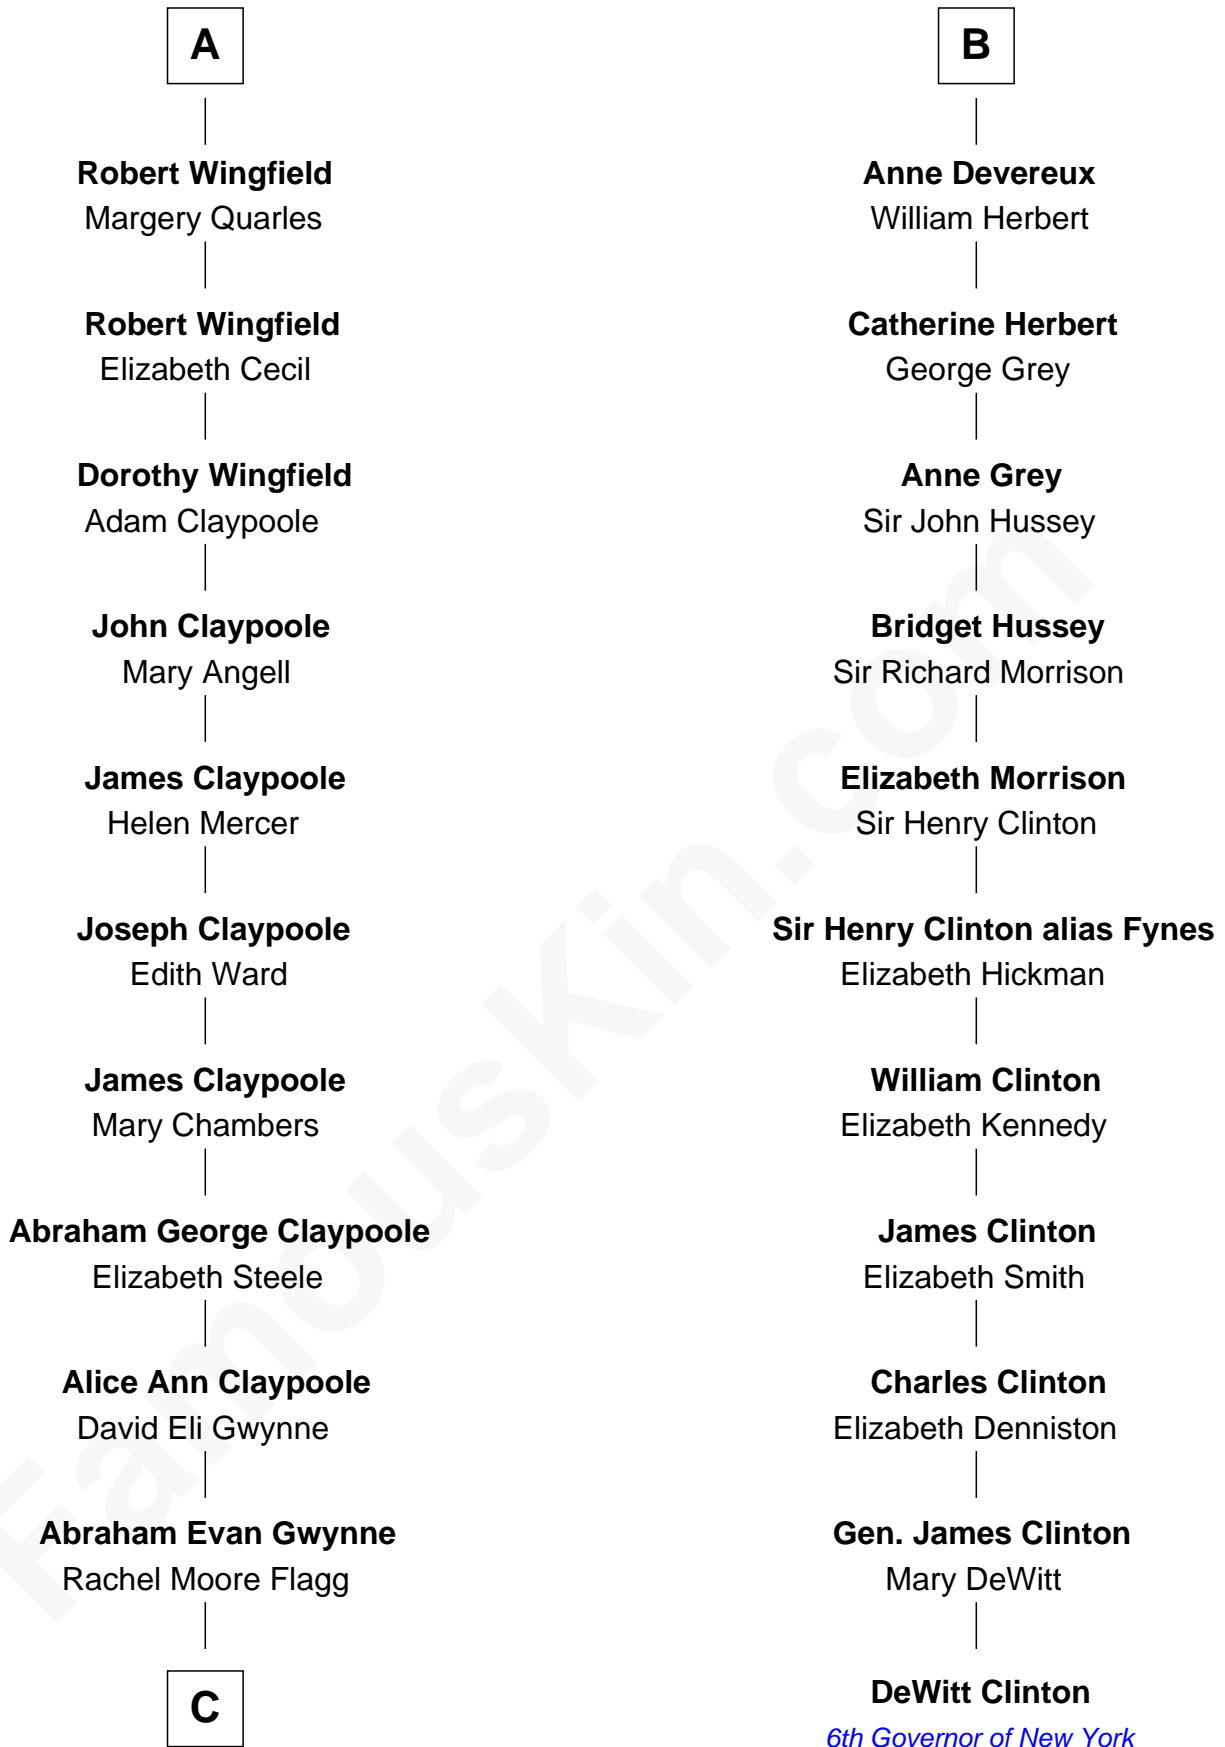 A
Robert Wingfield
Margery Quarles
Robert Wingfield
Elizabeth Cecil
Dorothy Wingfield
Adam Claypoole
John Claypoole
Mary Angell
James Claypoole
Helen Mercer
Joseph Claypoole
Edith Ward
James Claypoole
Mary Chambers
Abraham George Claypoole
Elizabeth Steele
Alice Ann Claypoole
David Eli Gwynne
Abraham Evan Gwynne
Rachel Moore Flagg
C
B
Anne Devereux
William Herbert
Catherine Herbert
George Grey
Anne Grey
Sir John Hussey
Bridget Hussey
Sir Richard Morrison
Elizabeth Morrison
Sir Henry Clinton
Sir Henry Clinton alias Fynes
Elizabeth Hickman
William Clinton
Elizabeth Kennedy
James Clinton
Elizabeth Smith
Charles Clinton
Elizabeth Denniston
Gen. James Clinton
Mary DeWitt
DeWitt Clinton
6th Governor of New York
FamousKin.com